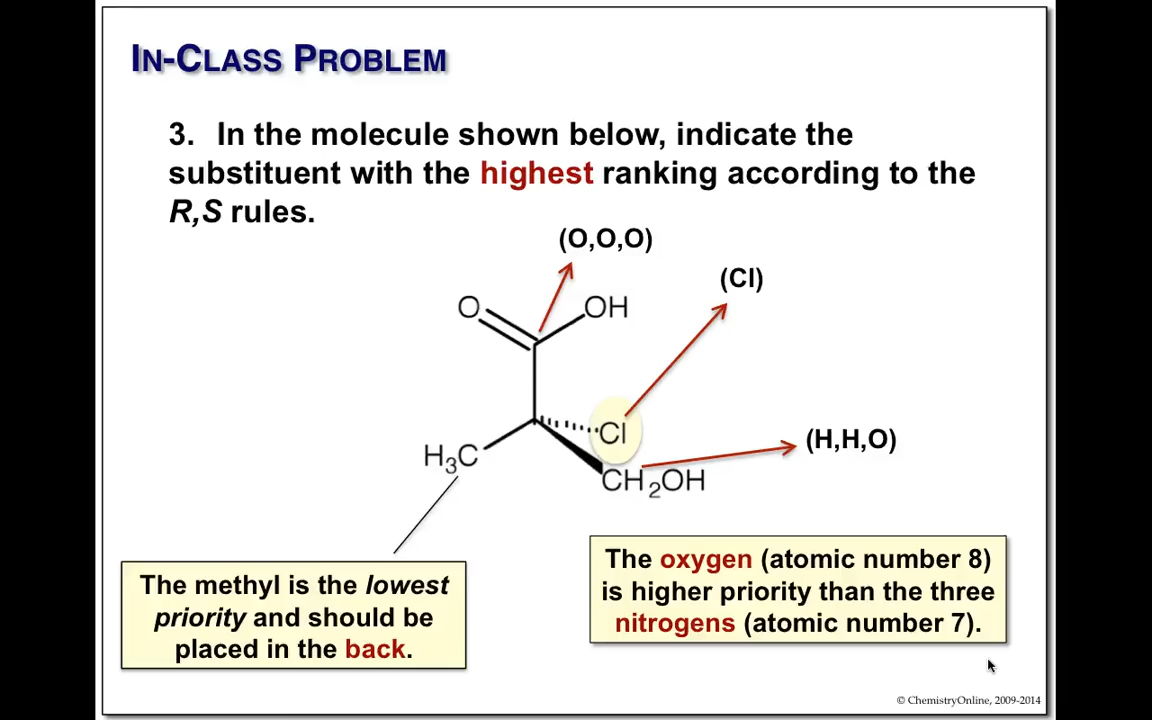 IN-CLASS PROBLEM
3. In the molecule shown below, indicate the
substituent with the highest ranking according to the
R,S rules.
(O,O,O)
(Cl)
O
OH
Cl
(H,H,O)
H₃C
CH₂OH
The methyl is the lowest
priority and should be
placed in the back.
The oxygen (atomic number 8)
is higher priority than the three
nitrogens (atomic number 7).
© ChemistryOnline, 2009-2014